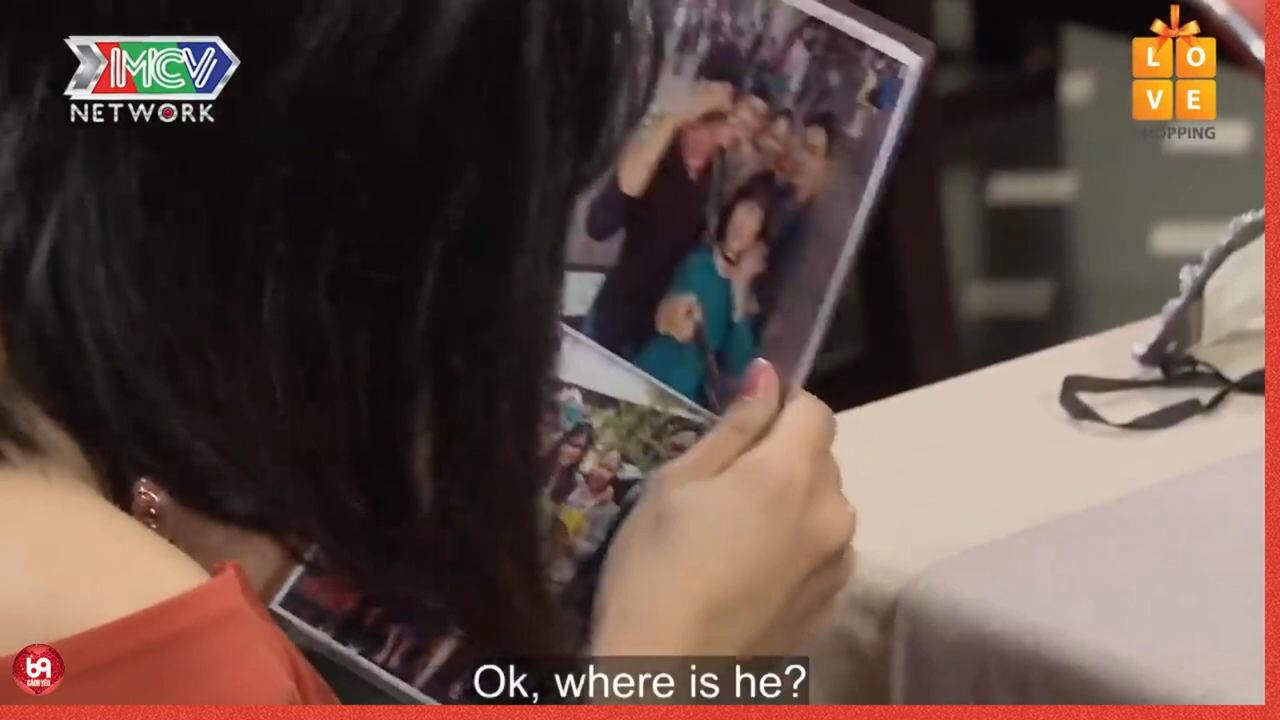 MCV
NETWORK
L O
V E
SHOPPING
Ok, where is he?